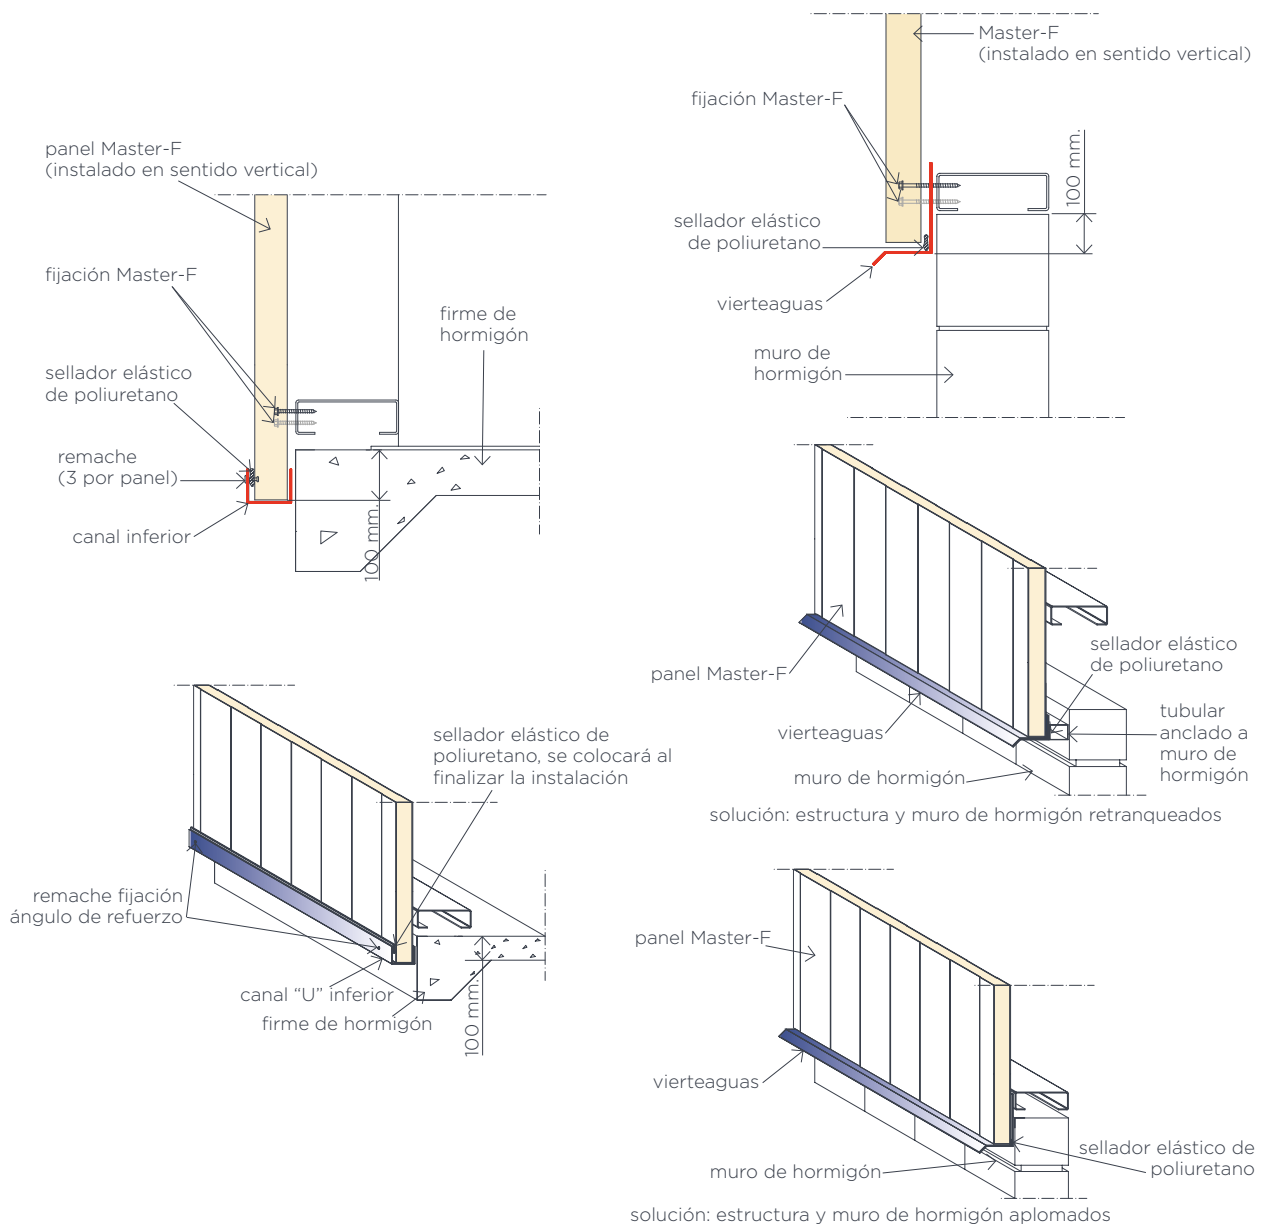 panel Master-F
(instalado en sentido vertical)
fijación Master-F
firme de
hormigón
sellador elástico
de poliuretano
remache
(3 por panel)
canal inferior
100 mm.
Master-F
(instalado en sentido vertical)
fijación Master-F
100 mm.
sellador elástico
de poliuretano
vierteaguas
muro de
hormigón
panel Master-F
sellador elástico
de poliuretano
vierteaguas
tubular
anclado a
muro de
hormigón
muro de hormigón
solución: estructura y muro de hormigón retranqueados
sellador elástico de
poliuretano, se colocará al
finalizar la instalación
remache fijación
ángulo de refuerzo
canal “U” inferior
firme de hormigón
100 mm.
panel Master-F
vierteaguas
sellador elástico de
poliuretano
muro de hormigón
solución: estructura y muro de hormigón aplomados